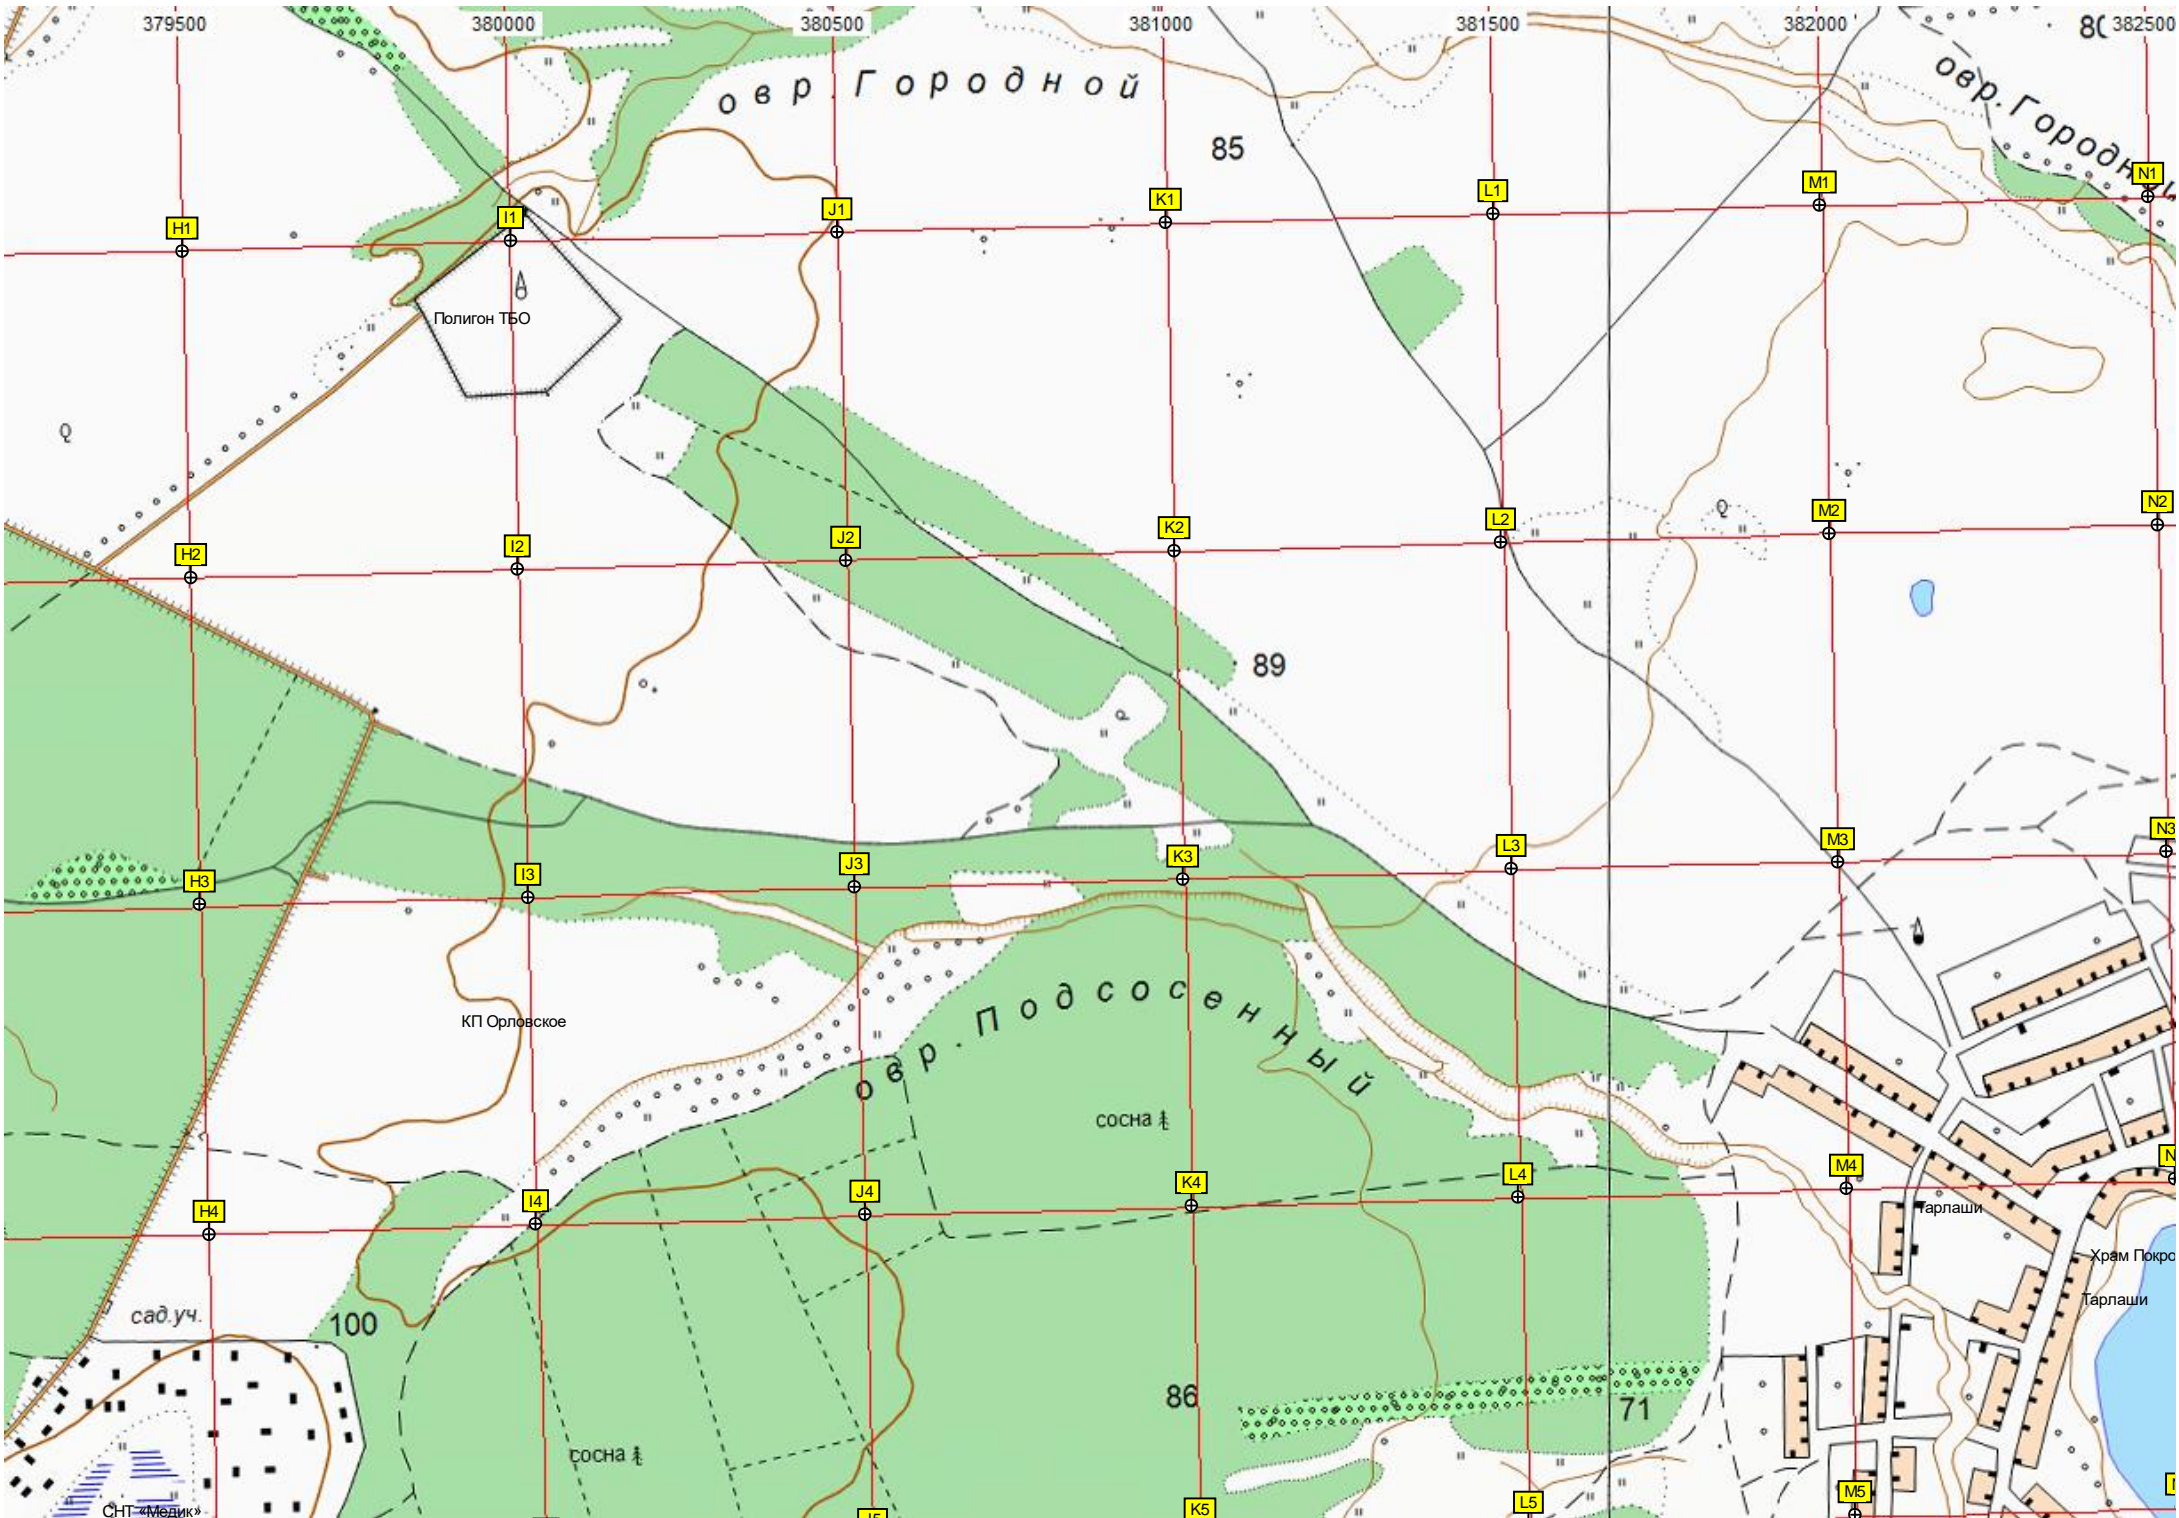 379500 380000 380500 381000 381500 382000 382500
овр. Городной
овр. Городн
85
H1 I1 J1 K1 L1 M1 N1
Полигон ТБО
H2 I2 J2 K2 L2 M2 N2
89
H3 I3 J3 K3 L3 M3 N3
КП Орловское
овр. Подсосенный
сосна
H4 I4 J4 K4 L4 M4
Тарлаши
Храм Покро
Тарлаши
сад.уч.
100
86
71
сосна
СНТ «Медик»
J5 K5 L5 M5